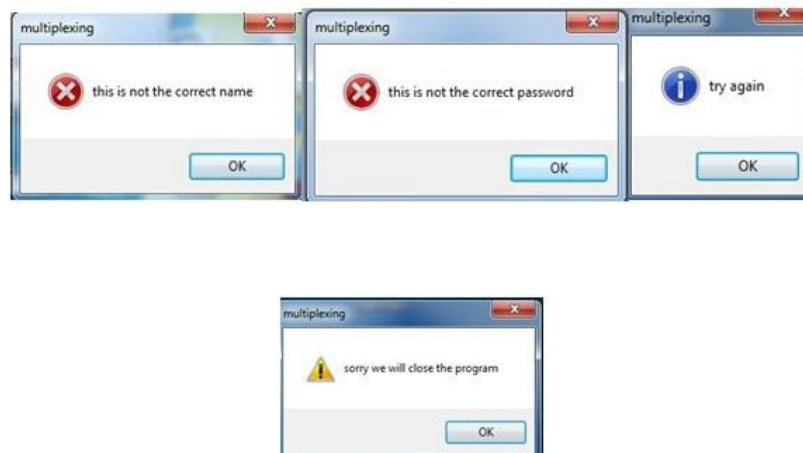 multiplexing
this is not the correct name
OK
multiplexing
this is not the correct password
OK
multiplexing
try again
OK
multiplexing
sorry we will close the program
OK